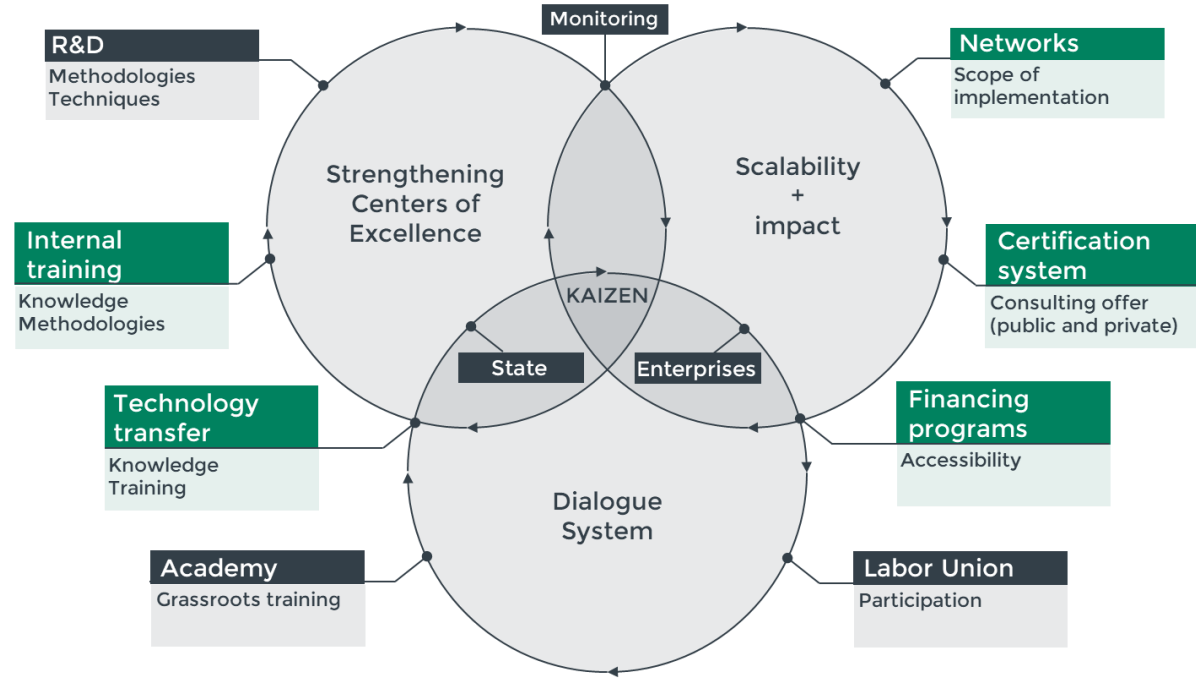 Monitoring
R&D
Methodologies
Techniques
Networks
Scope of
implementation
Strengthening
Centers of
Excellence
Scalability
+
impact
Internal
training
Knowledge
Methodologies
Certification
system
Consulting offer
(public and private)
KAIZEN
State
Enterprises
Technology
transfer
Knowledge
Training
Financing
programs
Accessibility
Dialogue
System
Academy
Grassroots training
Labor Union
Participation